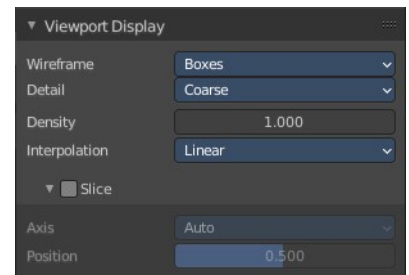 Viewport Display
Wireframe Boxes
Detail Coarse
Density 1.000
Interpolation Linear
Slice
Axis Auto
Position 0.500